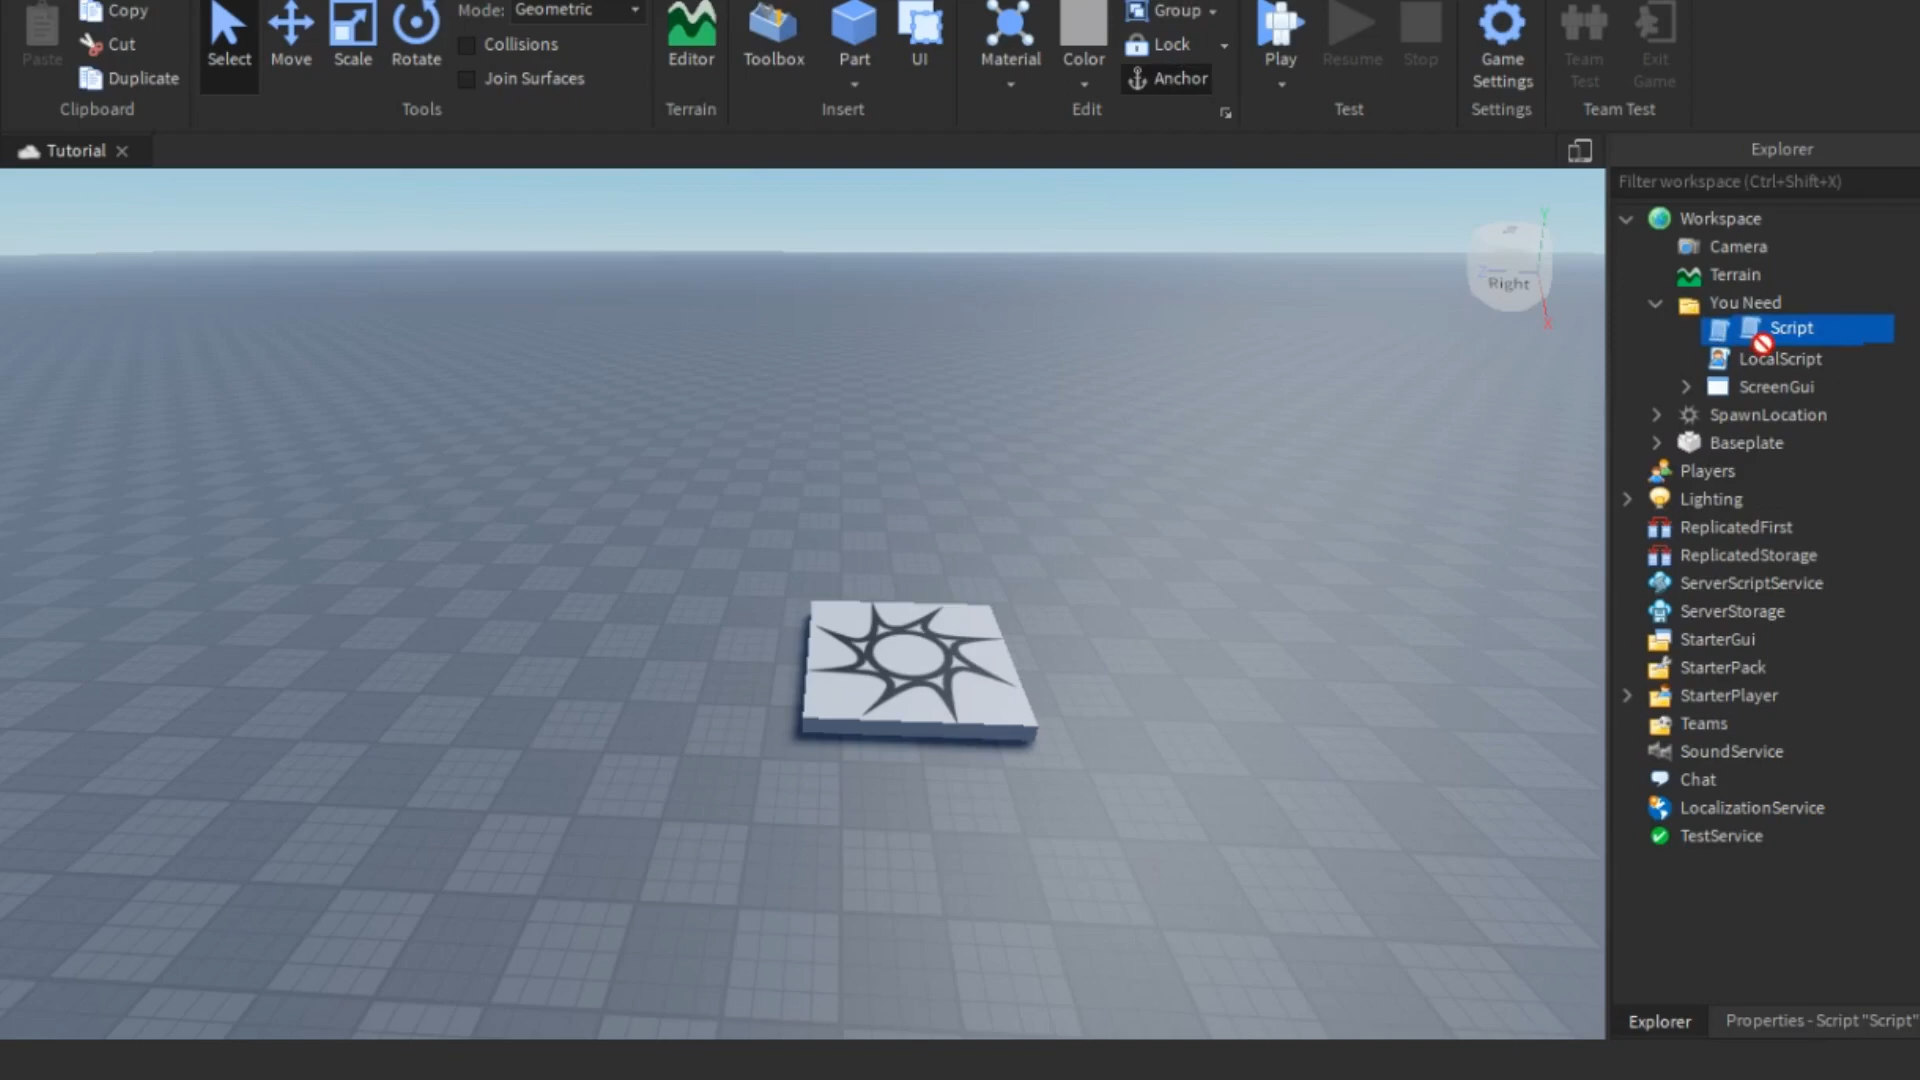 Paste
Copy
Cut
Duplicate
Clipboard
Select
Move
Scale
Rotate
Mode: Geometric
Collisions
Join Surfaces
Tools
Editor
Terrain
Toolbox
Part
UI
Insert
Material
Color
Group
Lock
Anchor
Edit
Play
Resume
Stop
Test
Game
Settings
Settings
Team
Test
Exit
Game
Team Test
Tutorial
Right
Y
Z
X
Explorer
Filter workspace (Ctrl+Shift+X)
Workspace
Camera
Terrain
You Need
Script
LocalScript
ScreenGui
SpawnLocation
Baseplate
Players
Lighting
ReplicatedFirst
ReplicatedStorage
ServerScriptService
ServerStorage
StarterGui
StarterPack
StarterPlayer
Teams
SoundService
Chat
LocalizationService
TestService
Explorer
Properties - Script "Script"